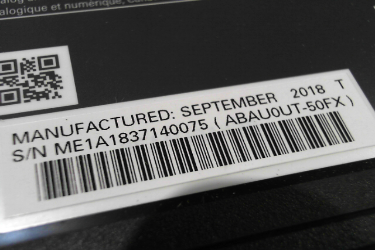 alogique et numérique,
MANUFACTURED: SEPTEMBER 2018 T
S/N ME1A1837140075 ( ABAU0UT-50FX )